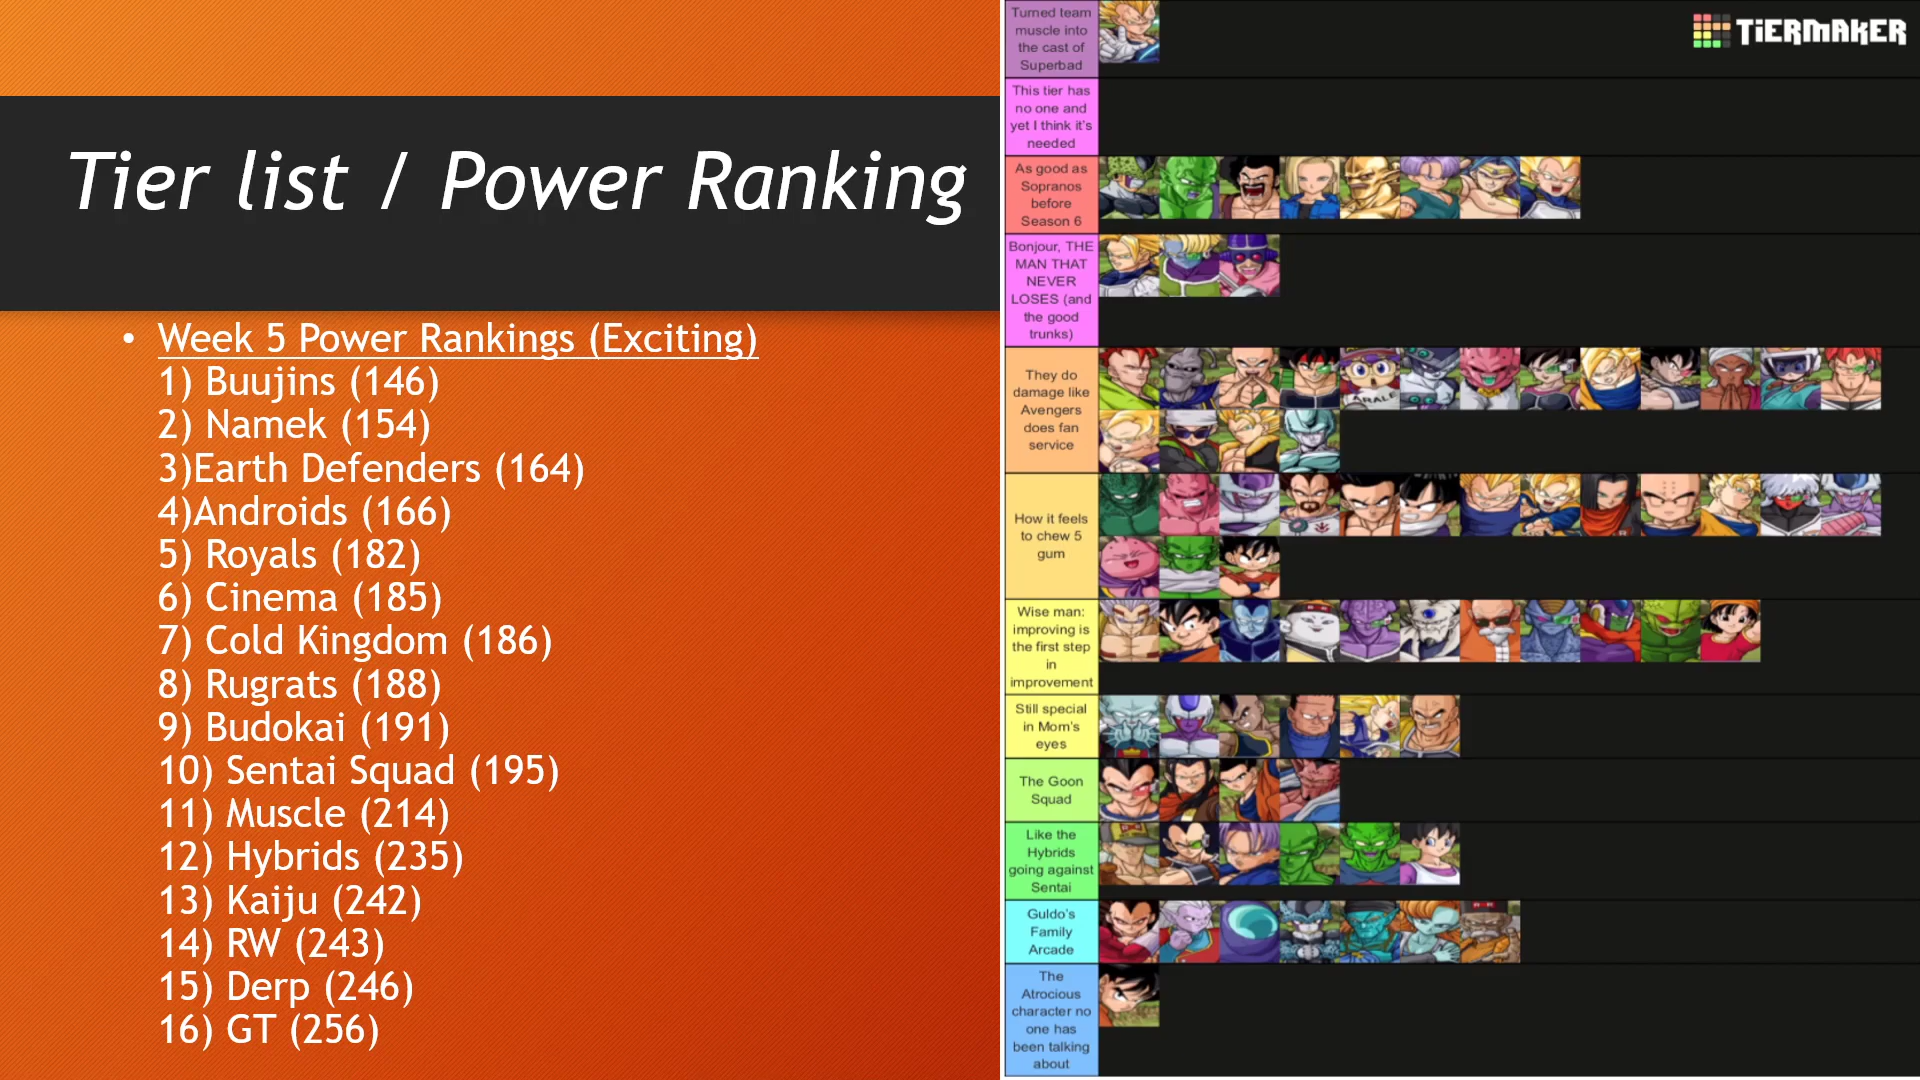 Tier list / Power Ranking
• Week 5 Power Rankings (Exciting)
1) Buujins (146)
2) Namek (154)
3)Earth Defenders (164)
4)Androids (166)
5) Royals (182)
6) Cinema (185)
7) Cold Kingdom (186)
8) Rugrats (188)
9) Budokai (191)
10) Sentai Squad (195)
11) Muscle (214)
12) Hybrids (235)
13) Kaiju (242)
14) RW (243)
15) Derp (246)
16) GT (256)
TiERMAKER
Turned team
muscle into
the cast of
Superbad
This tier has
no one and
yet I think it's
needed
As good as
Sopranos
before
Season 6
Bonjour, THE
MAN THAT
NEVER
LOSES (and
the good
trunks)
They do
damage like
Avengers
does fan
service
ARALE
How it feels
to chew 5
gum
Wise man:
improving is
the first step
in
improvement
Still special
in Mom's
eyes
The Goon
Squad
Like the
Hybrids
going against
Sentai
Guldo's
Family
Arcade
The
Atrocious
character no
one has
been talking
about